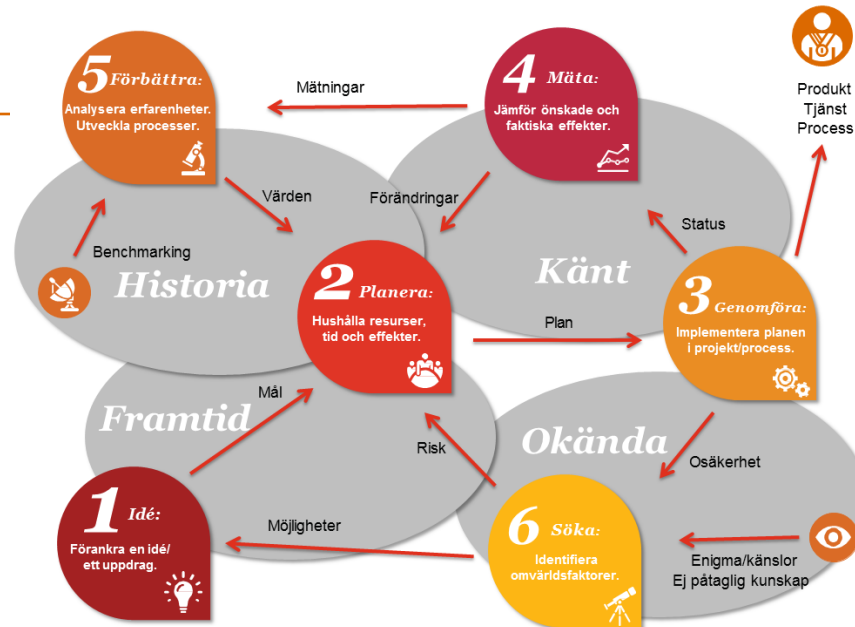 5 Förbättra:
Analysera erfarenheter.
Utveckla processer.
Mätningar
4 Mäta:
Jämför önskade och
faktiska effekter.
Produkt
Tjänst
Process
Värden
Förändringar
Status
Benchmarking
Historia
Känt
2 Planera:
Hushålla resurser,
tid och effekter.
Plan
3 Genomföra:
Implementera planen
i projekt/process.
Mål
Framtid
Risk
Okända
Osäkerhet
1 Idé:
Förankra en idé/
ett uppdrag.
Möjligheter
6 Söka:
Identifiera
omvärldsfaktorer.
Enigma/känslor
Ej påtaglig kunskap